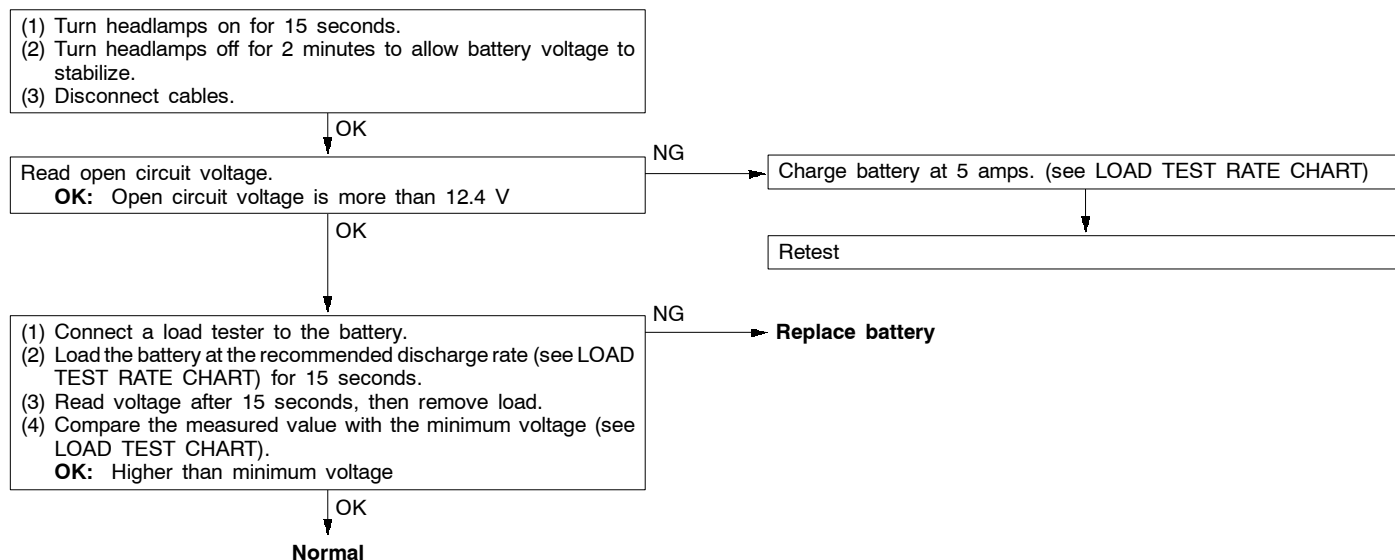 (1) Turn headlamps on for 15 seconds.
(2) Turn headlamps off for 2 minutes to allow battery voltage to
stabilize.
(3) Disconnect cables.
OK
Read open circuit voltage.
OK: Open circuit voltage is more than 12.4 V
NG
Charge battery at 5 amps. (see LOAD TEST RATE CHART)
OK
Retest
(1) Connect a load tester to the battery.
(2) Load the battery at the recommended discharge rate (see LOAD
TEST RATE CHART) for 15 seconds.
(3) Read voltage after 15 seconds, then remove load.
(4) Compare the measured value with the minimum voltage (see
LOAD TEST CHART).
OK: Higher than minimum voltage
NG
Replace battery
OK
Normal